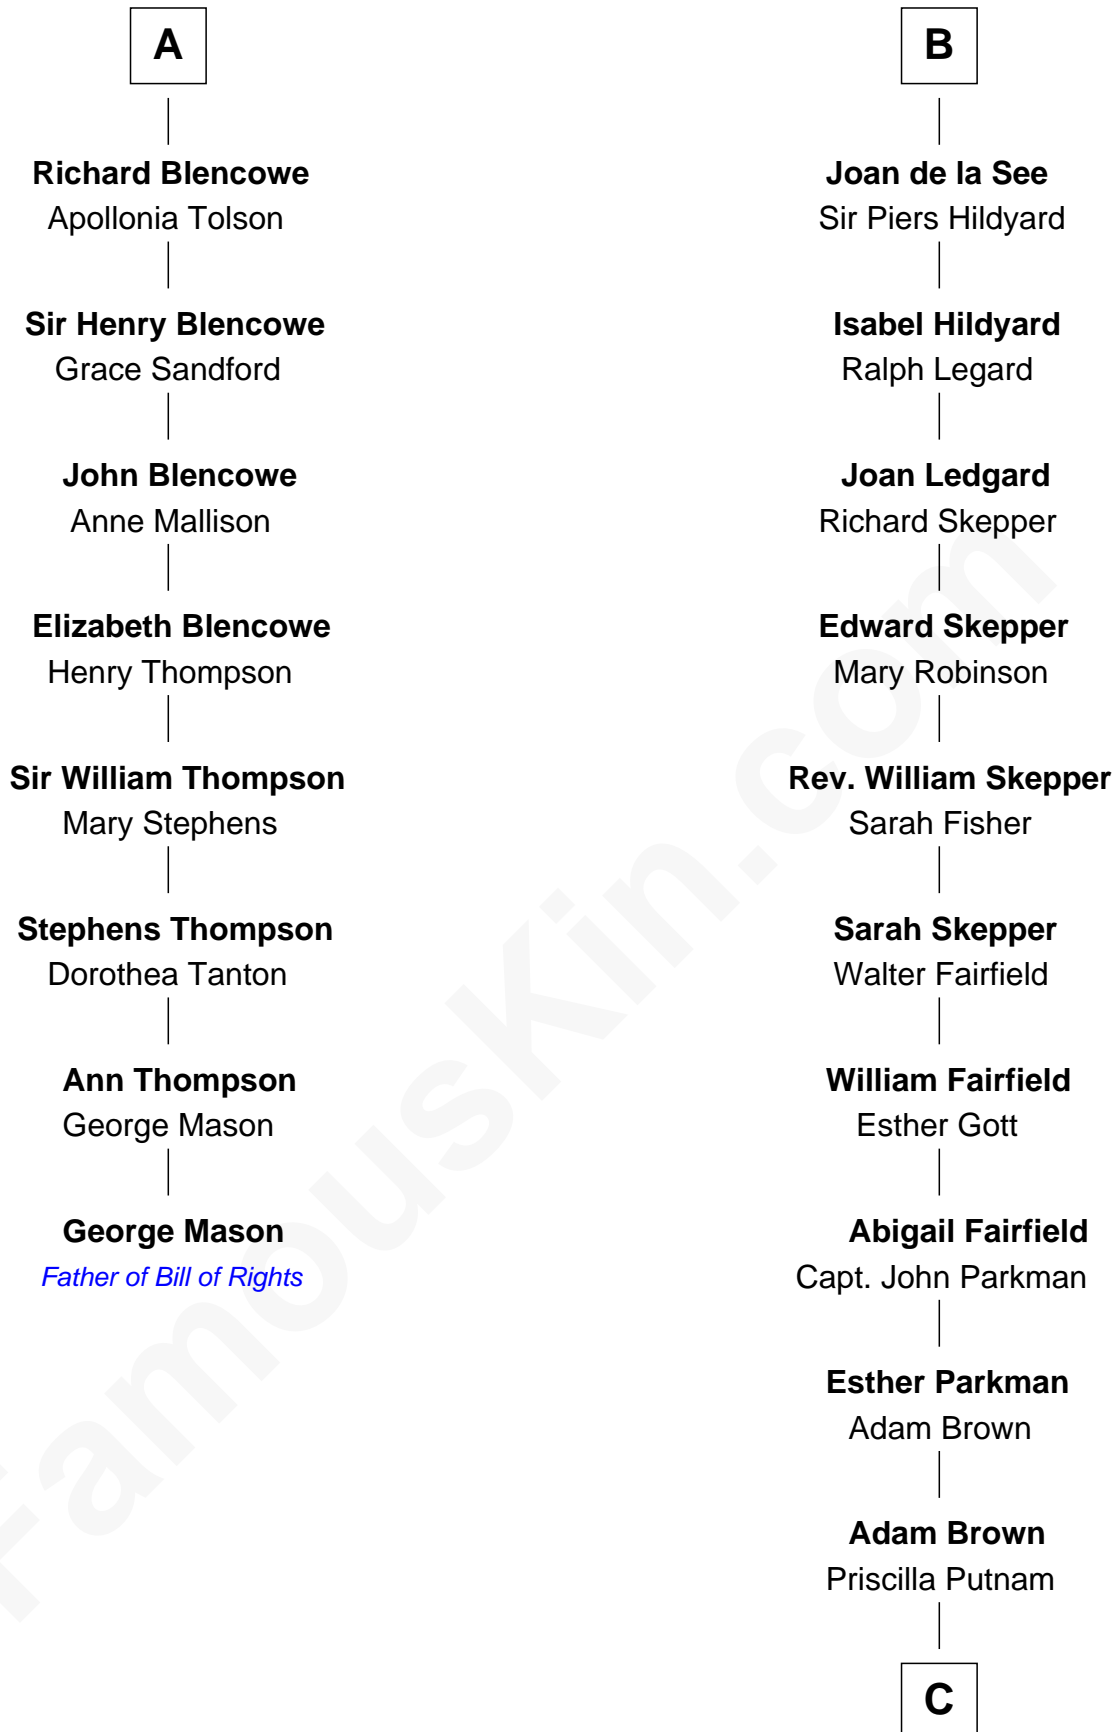 A
Richard Blencowe
Apollonia Tolson
Sir Henry Blencowe
Grace Sandford
John Blencowe
Anne Mallison
Elizabeth Blencowe
Henry Thompson
Sir William Thompson
Mary Stephens
Stephens Thompson
Dorothea Tanton
Ann Thompson
George Mason
George Mason
Father of Bill of Rights
B
Joan de la See
Sir Piers Hildyard
Isabel Hildyard
Ralph Legard
Joan Ledgard
Richard Skepper
Edward Skepper
Mary Robinson
Rev. William Skepper
Sarah Fisher
Sarah Skepper
Walter Fairfield
William Fairfield
Esther Gott
Abigail Fairfield
Capt. John Parkman
Esther Parkman
Adam Brown
Adam Brown
Priscilla Putnam
C
FamousKin.com